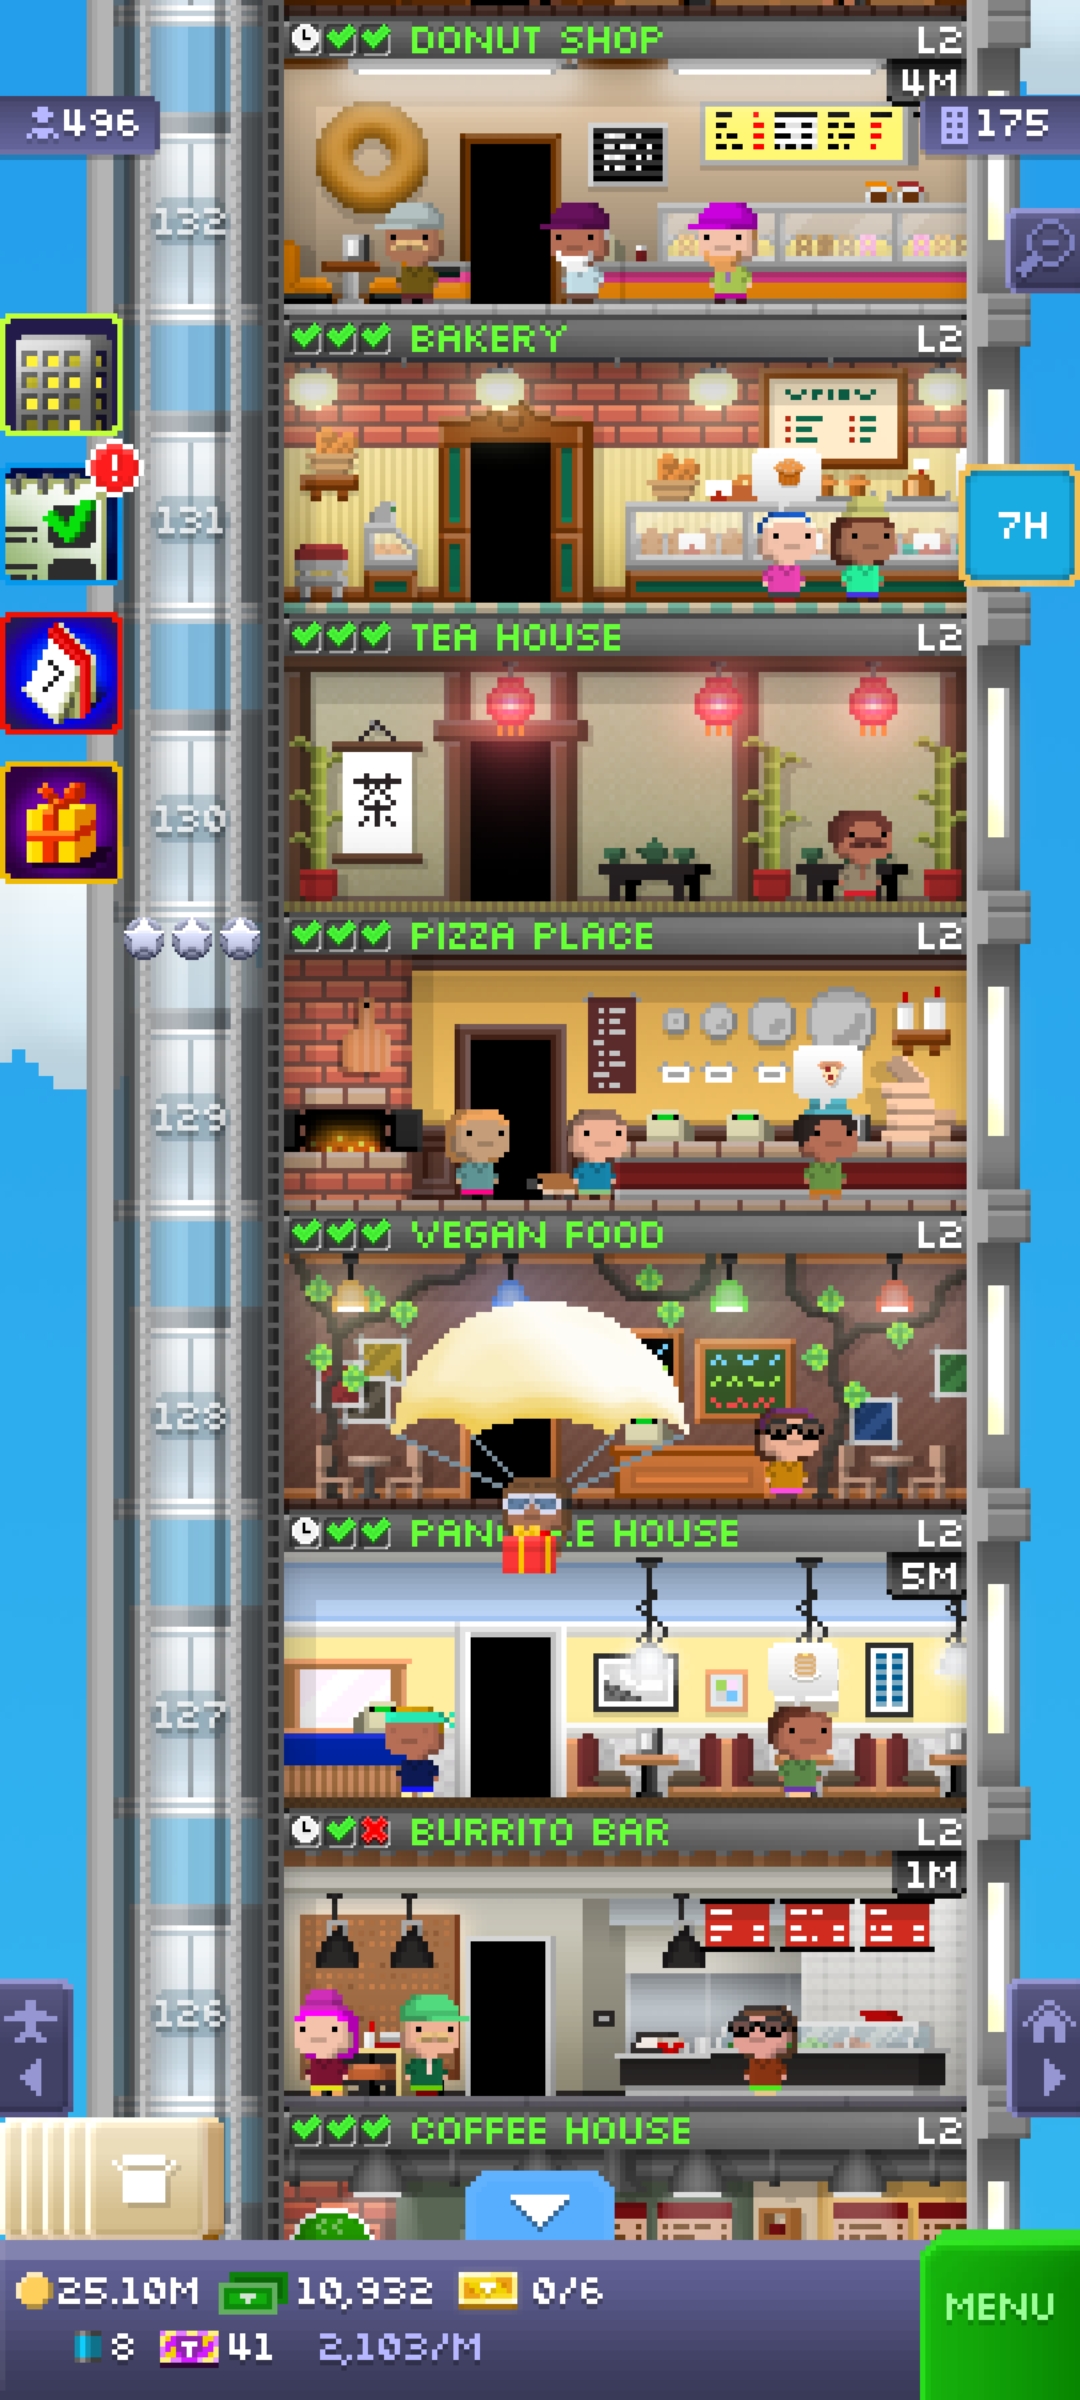 DONUT SHOP L2
4M
496
175
132
BAKERY L2
131
7H
TEA HOUSE L2
茶
130
PIZZA PLACE L2
129
VEGAN FOOD L2
128
L2
HOUSE
5M
127
BURRITO BAR L2
1M
126
COFFEE HOUSE L2
25.10M 10,932 0/6
8 41 2,103/M
MENU